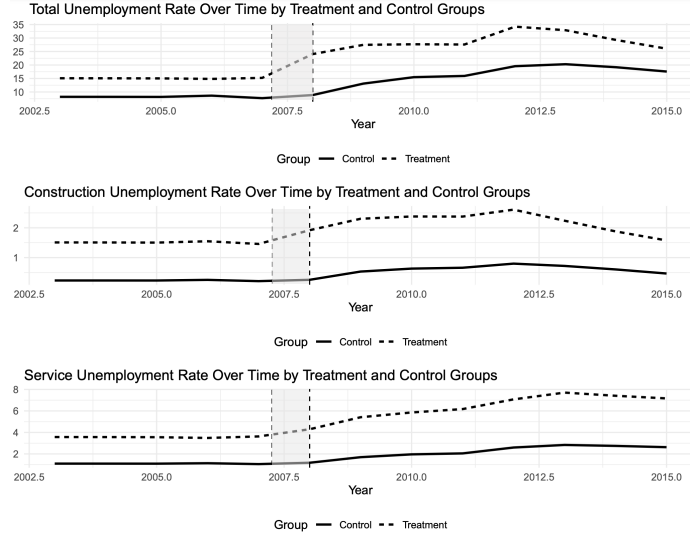 Total Unemployment Rate Over Time by Treatment and Control Groups
35
30
25
20
15
10
2002.5 2005.0 2007.5 2010.0 2012.5 2015.0
Year
Group Control Treatment
Construction Unemployment Rate Over Time by Treatment and Control Groups
2
1
2002.5 2005.0 2007.5 2010.0 2012.5 2015.0
Year
Group Control Treatment
Service Unemployment Rate Over Time by Treatment and Control Groups
8
6
4
2
2002.5 2005.0 2007.5 2010.0 2012.5 2015.0
Year
Group Control Treatment